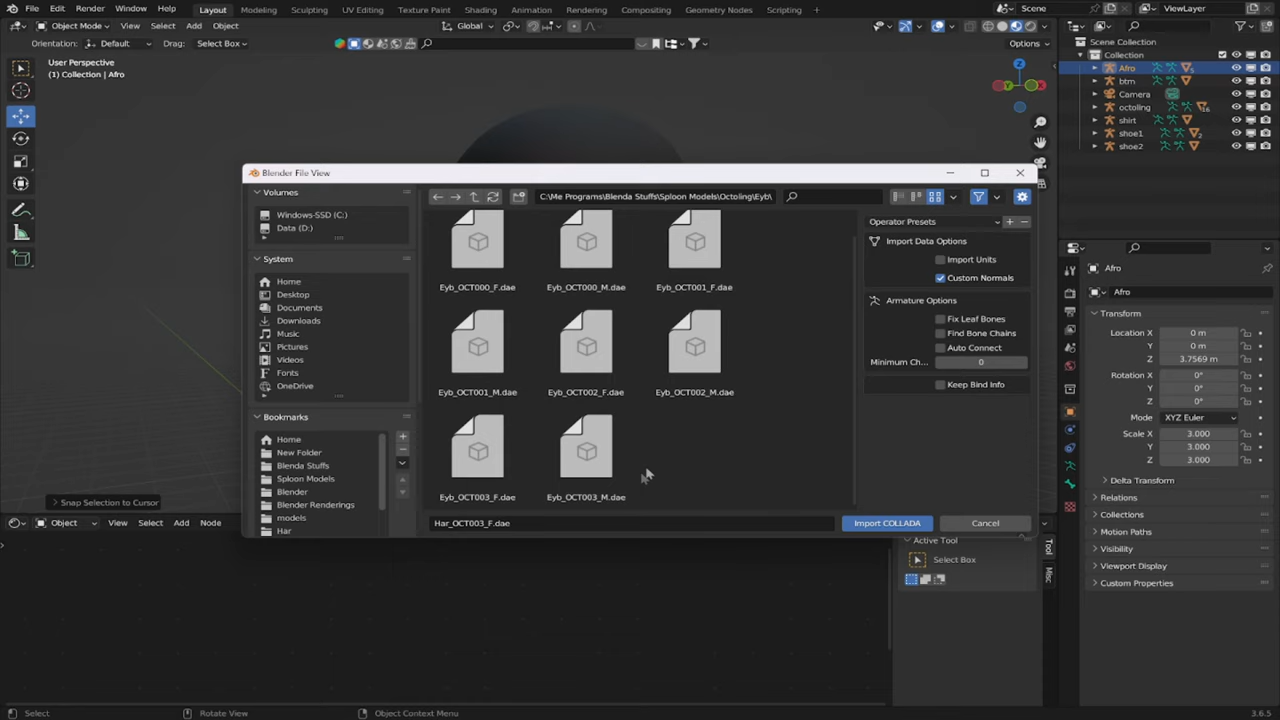 File Edit Render Window Help Layout Modeling Sculpting UV Editing Texture Paint Shading Animation Rendering Compositing Geometry Nodes Scripting + Scene ViewLayer
Object Mode View Select Add Object Global Options
Orientation: Default Drag: Select Box
User Perspective
(1) Collection | Afro
Scene Collection
Collection
Afro
btm
Camera
octoling
shirt
shoe1
shoe2
Blender File View
Volumes
Windows-SSD (C:)
Data (D:)
System
Home
Desktop
Documents
Downloads
Music
Pictures
Videos
Fonts
OneDrive
Bookmarks
Home
New Folder
Blenda Stuffs
Sploon Models
Blender
Blender Renderings
models
Har
C:\Me Programs\Blenda Stuffs\Sploon Models\Octoling\Eyb\
Eyb_OCT000_F.dae Eyb_OCT000_M.dae Eyb_OCT001_F.dae
Eyb_OCT001_M.dae Eyb_OCT002_F.dae Eyb_OCT002_M.dae
Eyb_OCT003_F.dae Eyb_OCT003_M.dae
Har_OCT003_F.dae Import COLLADA Cancel
Operator Presets
Import Data Options
Import Units
Custom Normals
Armature Options
Fix Leaf Bones
Find Bone Chains
Auto Connect
Minimum Ch... 0
Keep Bind Info
Afro
Afro
Transform
Location X 0 m
Y 0 m
Z 3.7569 m
Rotation X 0°
Y 0°
Z 0°
Mode XYZ Euler
Scale X 3.000
Y 3.000
Z 3.000
Delta Transform
Relations
Collections
Motion Paths
Visibility
Viewport Display
Custom Properties
Snap Selection to Cursor
Object View Select Add Node
Active Tool
Select Box
Tool
Misc
Select Rotate View Object Context Menu 3.6.5